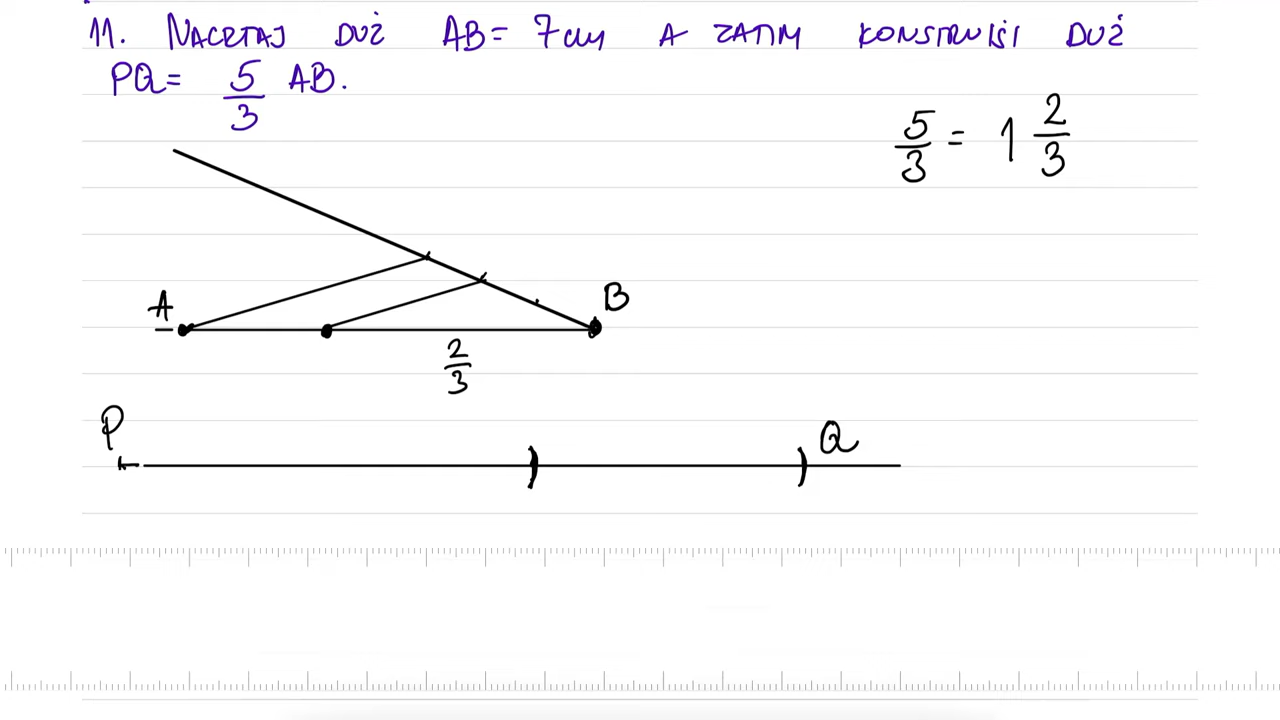 11. NACRTAJ DUŽ AB= 7cm A ZATIM KONSTRUIŠI DUŽ
PQ= 5/3 AB.
5/3 = 1 2/3
A B
2/3
P Q